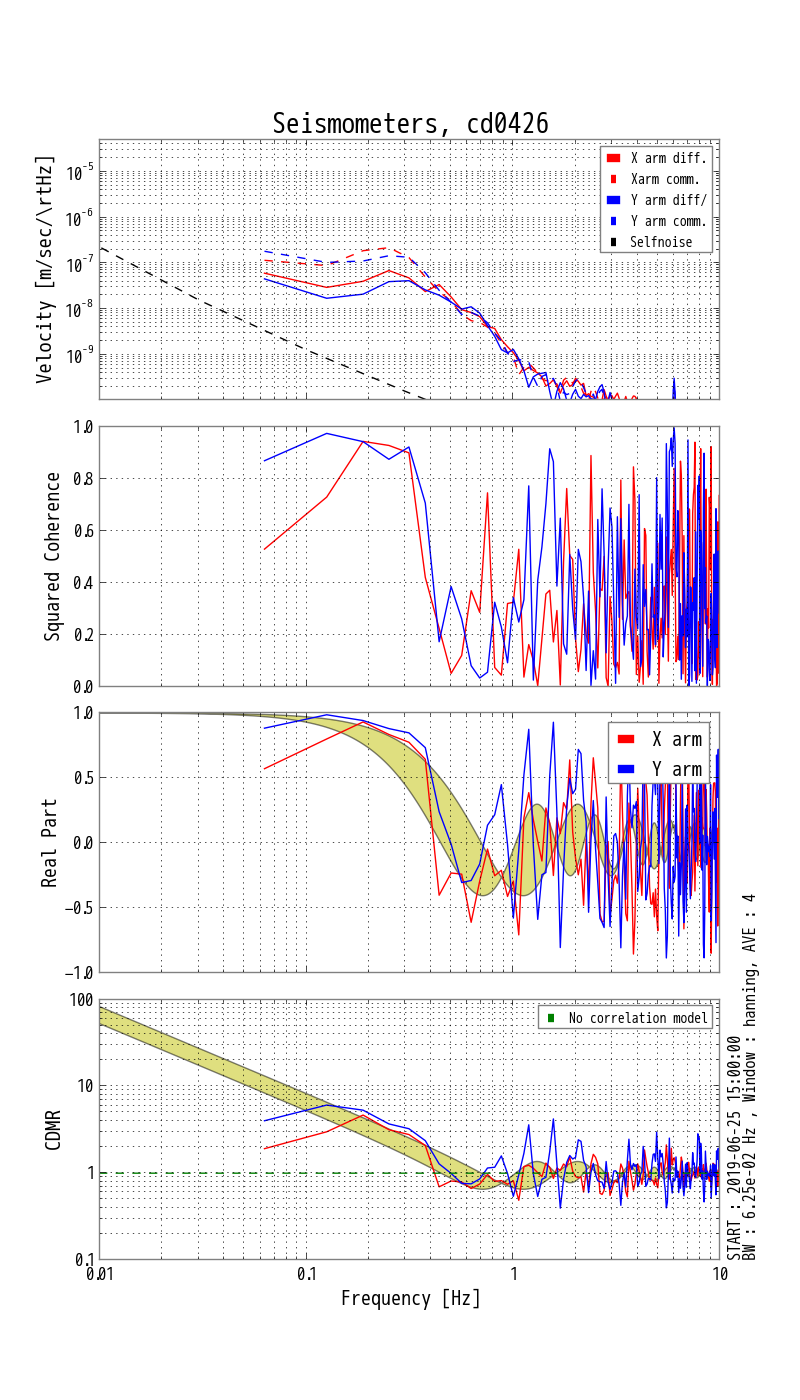 Seismometers, cd0426
Velocity [m/sec/\rtHz]
10^-5
10^-6
10^-7
10^-8
10^-9
X arm diff.
Xarm comm.
Y arm diff/
Y arm comm.
Selfnoise
Squared Coherence
1.0
0.8
0.6
0.4
0.2
0.0
Real Part
1.0
0.5
0.0
−0.5
−1.0
X arm
Y arm
CDMR
100
10
1
0.1
No correlation model
0.01
0.1
1
10
Frequency [Hz]
START : 2019-06-25 15:00:00
BW : 6.25e-02 Hz , Window : hanning, AVE : 4